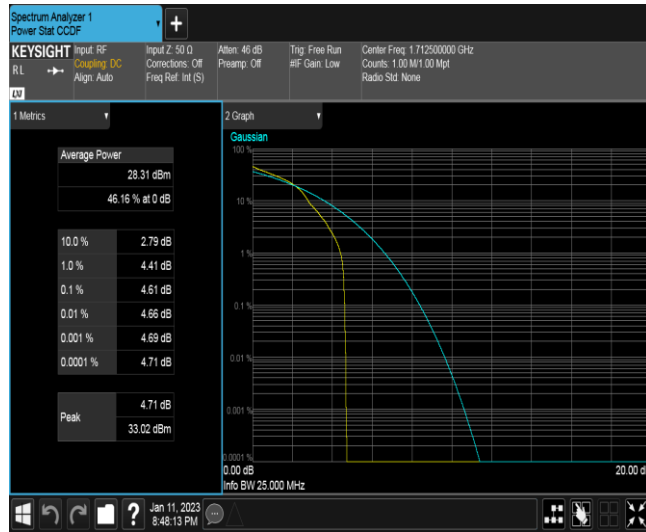 Spectrum Analyzer 1
Power Stat CCDF
KEYSIGHT
RL
LXI
Input: RF
Coupling: DC
Align: Auto
Input Z: 50 Ω
Corrections: Off
Freq Ref: Int (S)
Atten: 46 dB
Preamp: Off
Trig: Free Run
#IF Gain: Low
Center Freq: 1.712500000 GHz
Counts: 1.00 M/1.00 Mpt
Radio Std: None
1 Metrics
Average Power
28.31 dBm
46.16 % at 0 dB
10.0 % 2.79 dB
1.0 % 4.41 dB
0.1 % 4.61 dB
0.01 % 4.66 dB
0.001 % 4.69 dB
0.0001 % 4.71 dB
Peak
4.71 dB
33.02 dBm
2 Graph
Gaussian
100 %
10 %
1 %
0.1 %
0.01 %
0.001 %
0.0001 %
0.00 dB
20.00 d
Info BW 25.000 MHz
?
Jan 11, 2023
8:48:13 PM